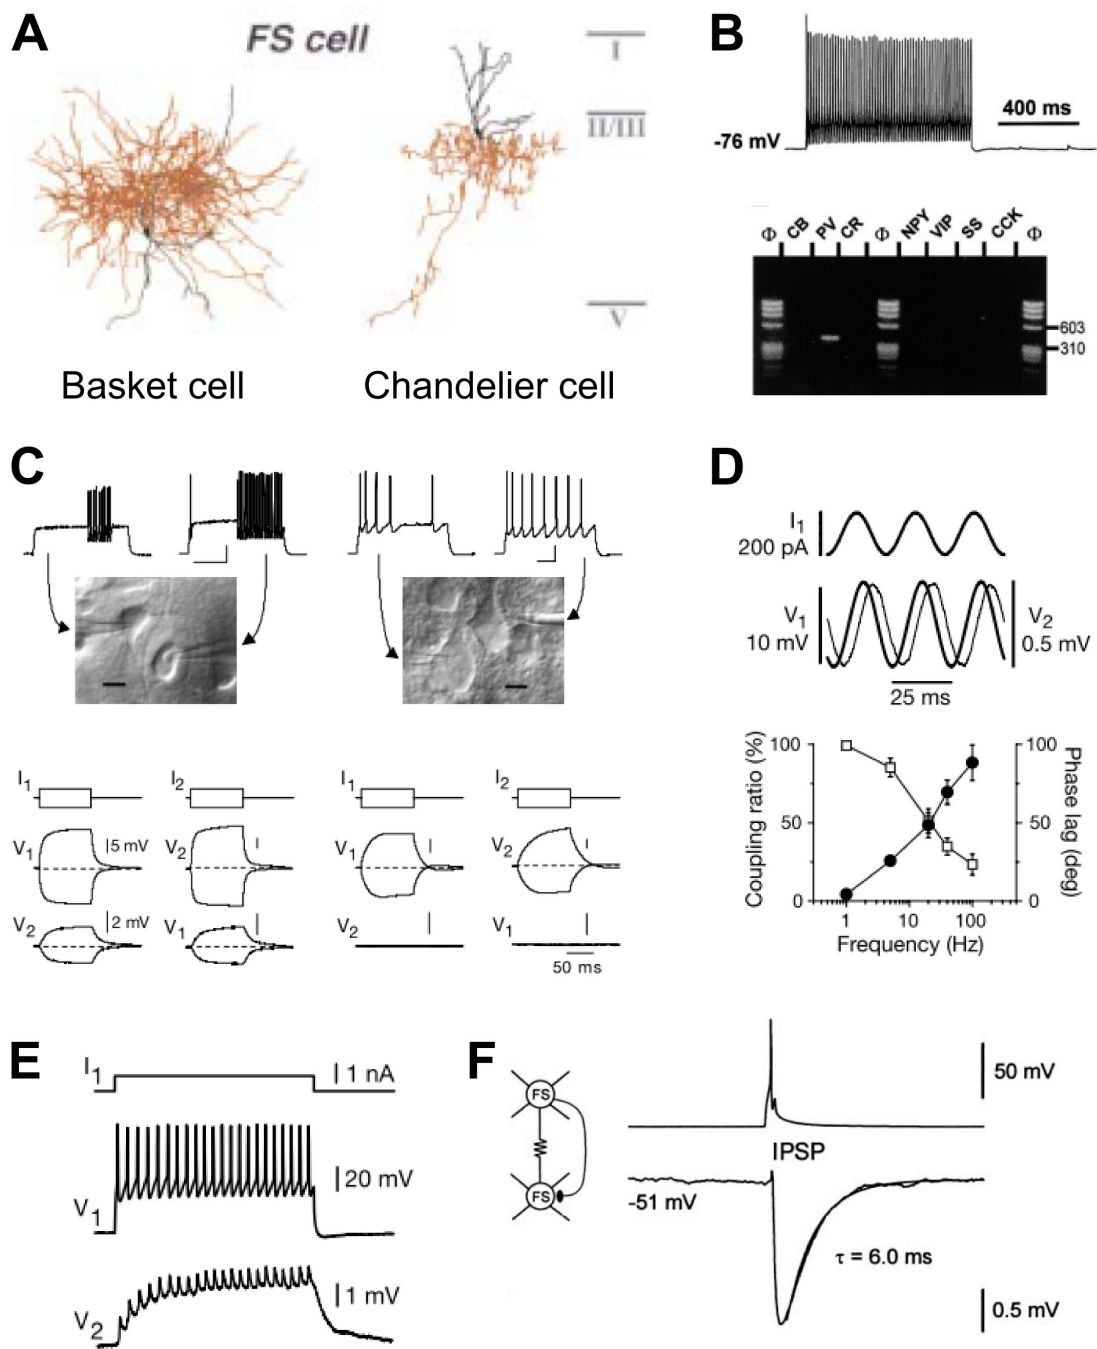 A
FS cell
I
II/III
V
Basket cell
Chandelier cell
B
-76 mV
400 ms
Φ CB PV CR Φ NPY VIP SS CCK Φ
603
310
C
I1
I2
I1
I2
V1
5 mV
V2
V1
V2
V2
2 mV
V1
V2
V1
50 ms
D
I1
200 pA
V1
10 mV
V2
0.5 mV
25 ms
Coupling ratio (%)
100
50
0
100
50
0
Phase lag (deg)
1
10
100
Frequency (Hz)
E
I1
1 nA
V1
20 mV
V2
1 mV
F
FS
FS
50 mV
IPSP
-51 mV
τ = 6.0 ms
0.5 mV